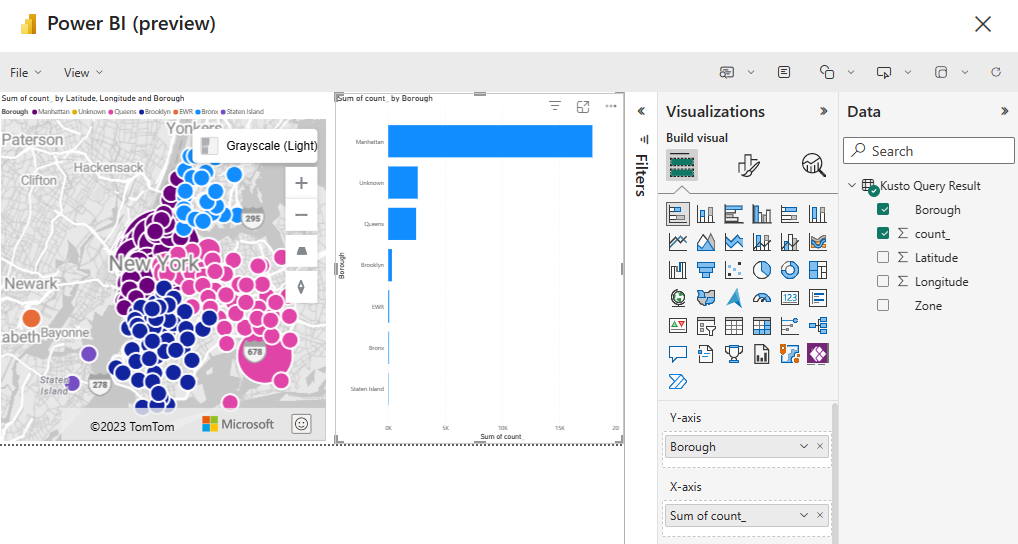 Power BI (preview)
File
View
Sum of count_ by Latitude, Longitude and Borough
Borough Manhattan Unknown Queens Brooklyn EWR Bronx Staten Island
Paterson
Yonkers
Hackensack
Clifton
Grayscale (Light)
295
New York
Newark
abeth
Bayonne
678
Staten
Island
278
©2023 TomTom
Microsoft
Sum of count_ by Borough
Borough
Manhattan
Unknown
Queens
Brooklyn
EWR
Bronx
Staten Island
0K 5K 10K 15K 20
Sum of count_
Filters
Visualizations
Build visual
123
Y-axis
Borough
X-axis
Sum of count_
Data
Search
Kusto Query Result
Borough
∑ count_
∑ Latitude
∑ Longitude
Zone